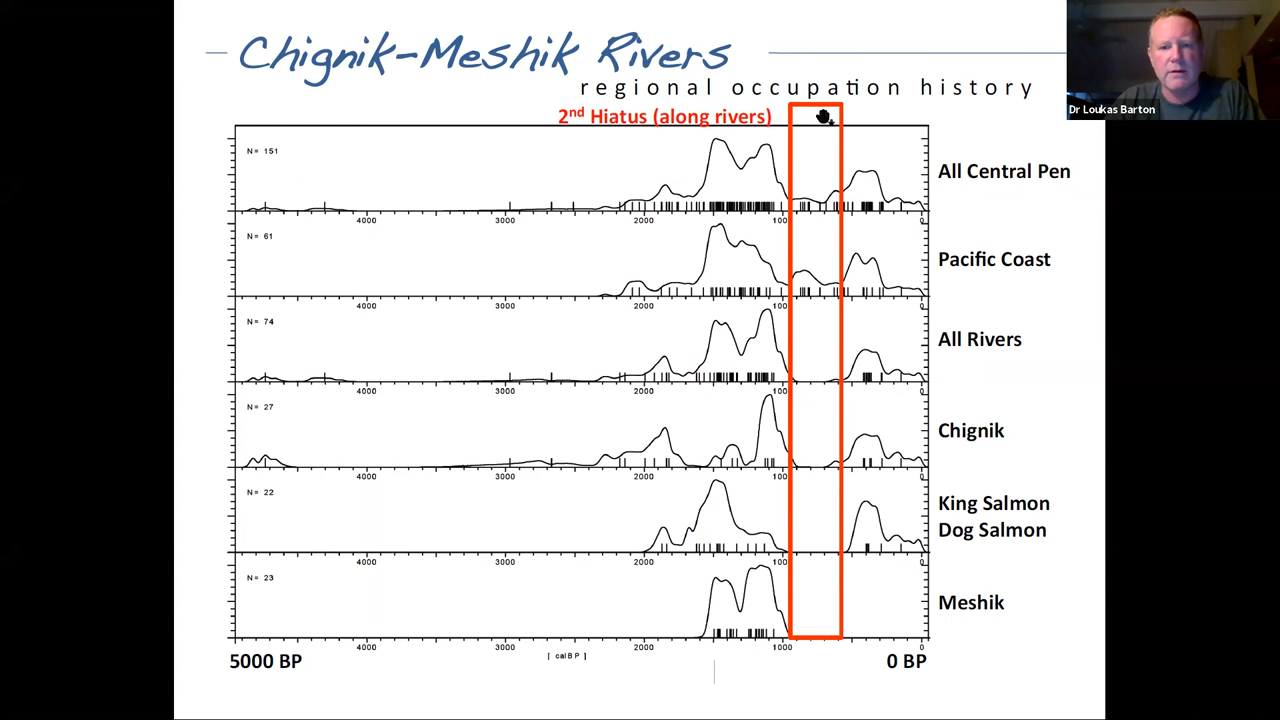 Chignik-Meshik Rivers
regional occupation history
Dr Loukas Barton
2nd Hiatus (along rivers)
N= 151
All Central Pen
4000 3000 2000 1000 0
N= 61
Pacific Coast
4000 3000 2000 1000 0
N= 74
All Rivers
4000 3000 2000 1000 0
N= 27
Chignik
4000 3000 2000 1000 0
N= 22
King Salmon
Dog Salmon
4000 3000 2000 1000 0
N= 23
Meshik
4000 3000 2000 1000 0
5000 BP [ calBP ] 0 BP